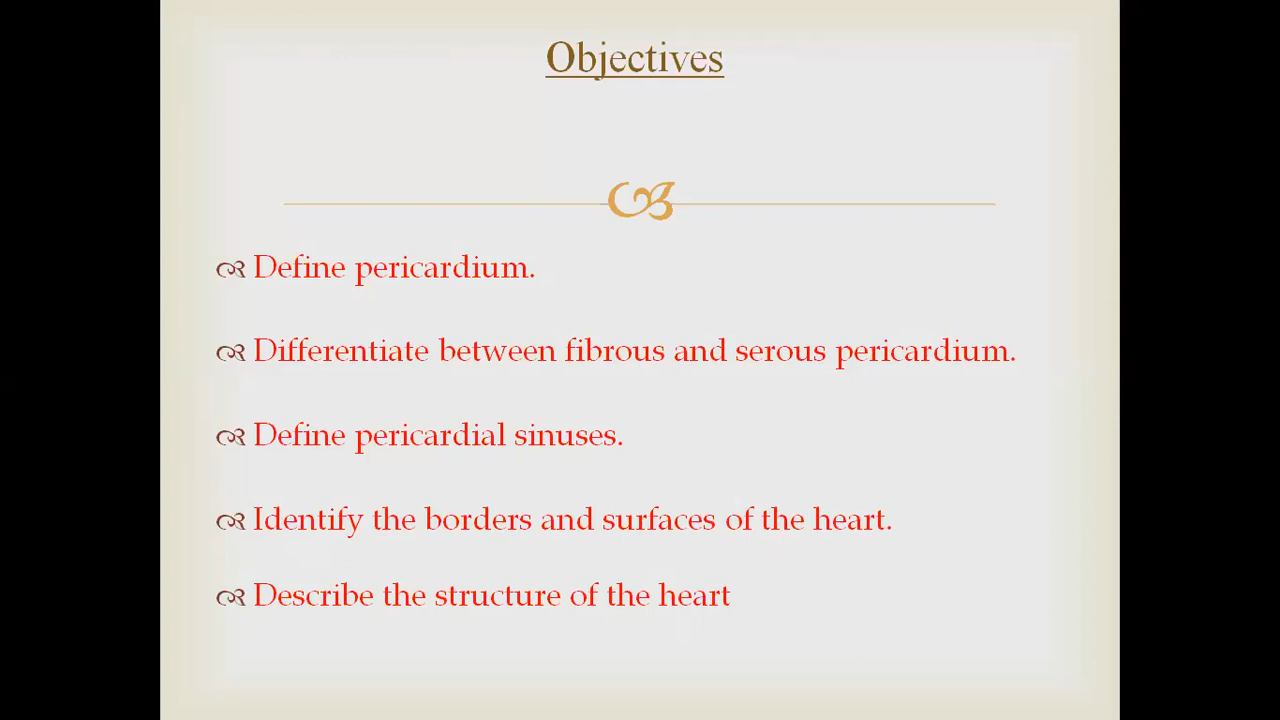 Objectives
Define pericardium.
Differentiate between fibrous and serous pericardium.
Define pericardial sinuses.
Identify the borders and surfaces of the heart.
Describe the structure of the heart